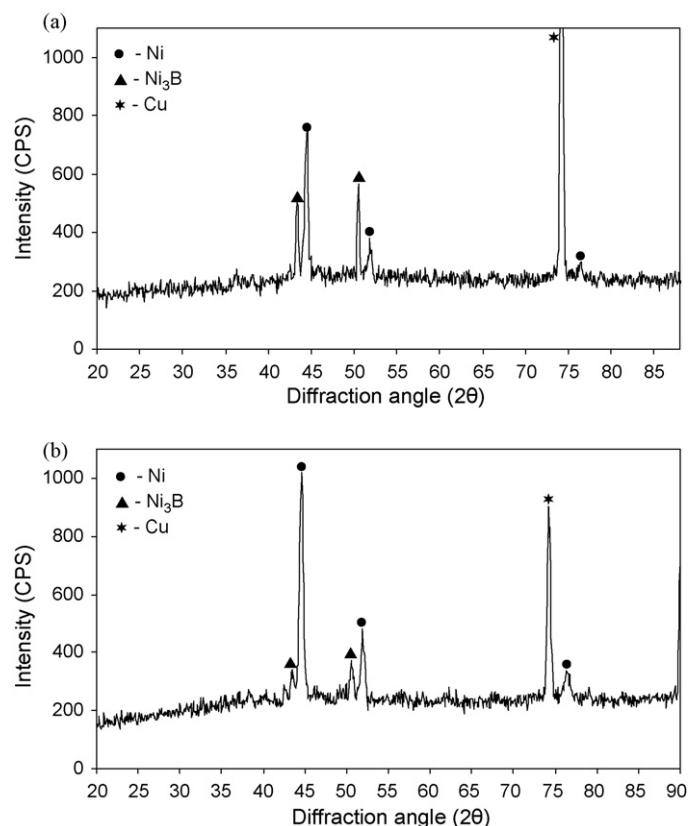 (a)
1000
800
600
400
200
0
Intensity (CPS)
● - Ni
▲ - Ni₃B
✶ - Cu
20 25 30 35 40 45 50 55 60 65 70 75 80 85
Diffraction angle (2θ)
(b)
1000
800
600
400
200
0
Intensity (CPS)
● - Ni
▲ - Ni₃B
✶ - Cu
20 25 30 35 40 45 50 55 60 65 70 75 80 85 90
Diffraction angle (2θ)